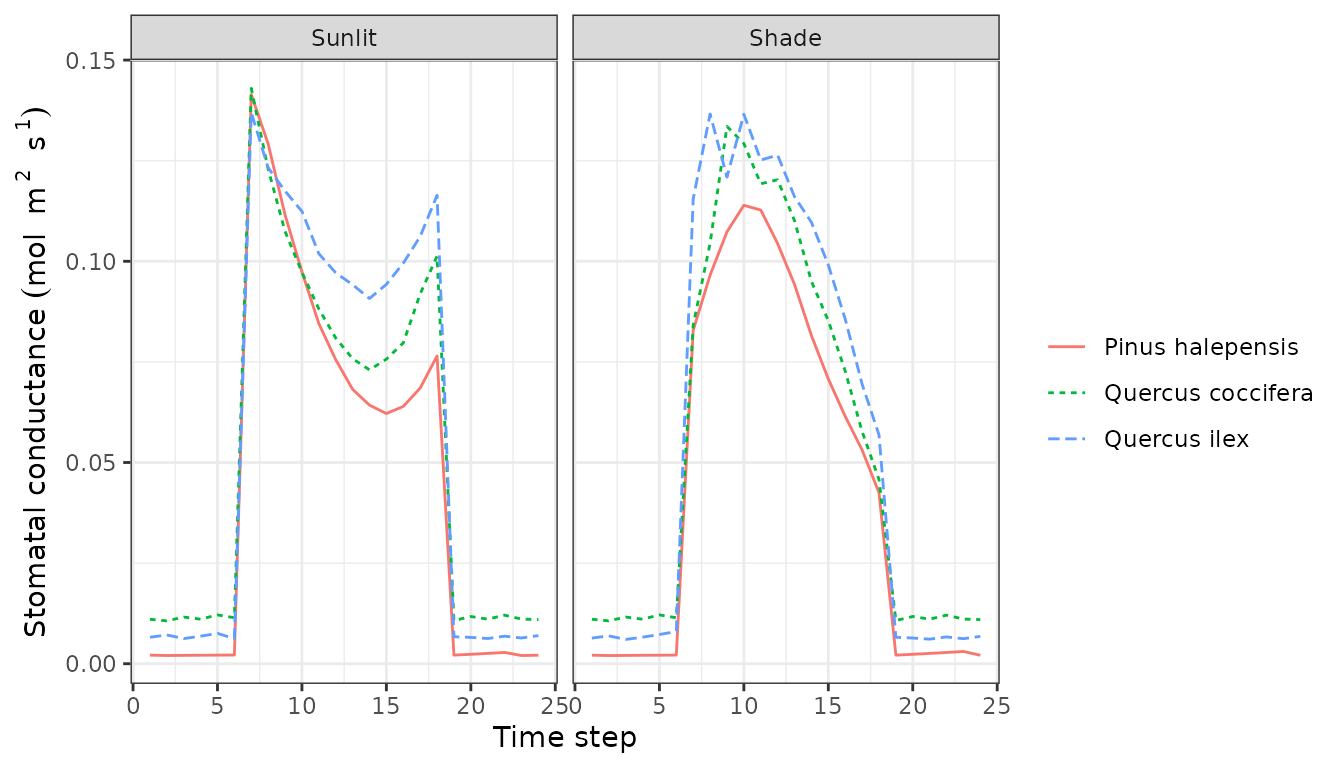 Sunlit
Shade
Stomatal conductance (mol m² s¹)
0.15
0.10
0.05
0.00
0 5 10 15 20 25
0 5 10 15 20 25
Time step
Pinus halepensis
Quercus coccifera
Quercus ilex